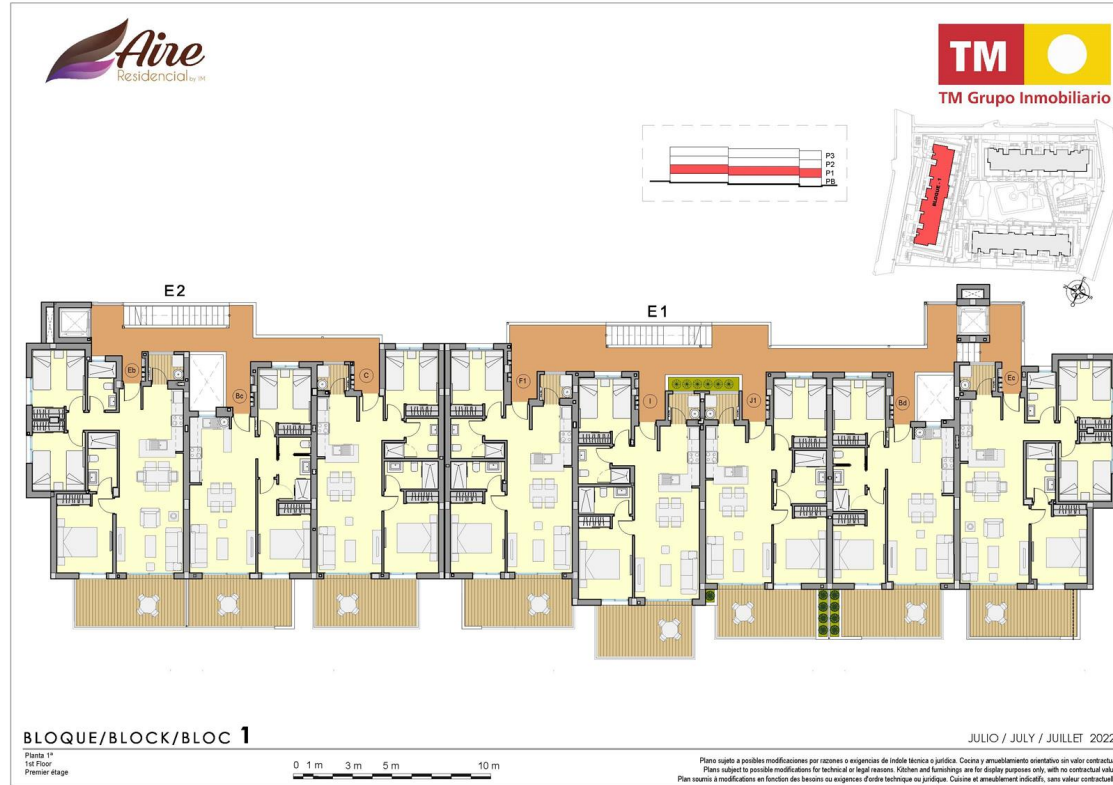 Aire
Residencial by TM
TM
TM Grupo Inmobiliario
P3
P2
P1
PB
BLOQUE - 1
E2
E1
Eb
Bc
C
F1
I
J1
Bd
Ec
BLOQUE/BLOCK/BLOC 1
JULIO / JULY / JUILLET 2022
Planta 1ª
1st Floor
Premier étage
0 1 m 3 m 5 m 10 m
Plano sujeto a posibles modificaciones por razones o exigencias de índole técnica o jurídica. Cocina y amueblamiento orientativo sin valor contractual
Plans subject to possible modifications for technical or legal reasons. Kitchen and furnishings are for display purposes only, with no contractual value
Plan soumis à modifications en fonction des besoins ou exigences d'ordre technique ou juridique. Cuisine et ameublement indicatifs, sans valeur contractuelle